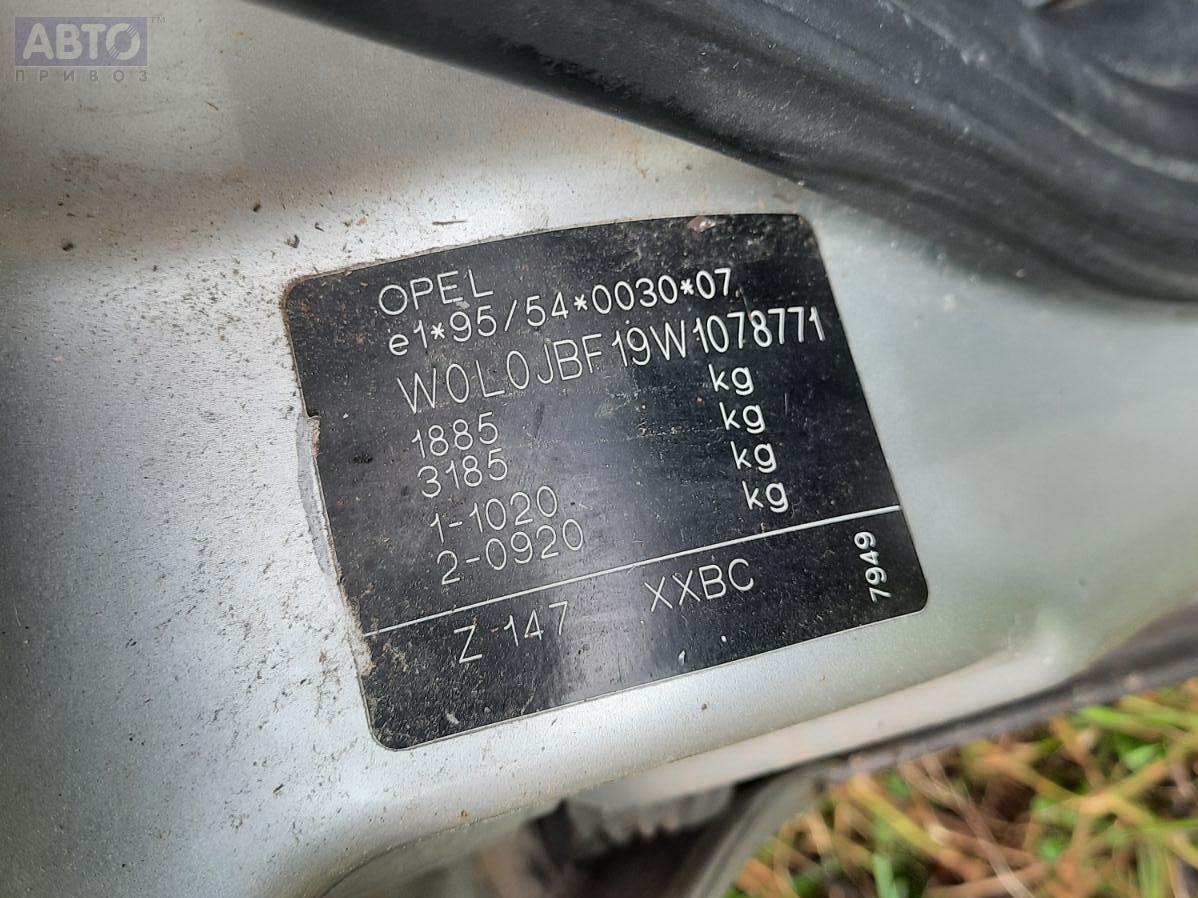 АВТО™
ПРИВОЗ
OPEL
e1*95/54*0030*07
W0L0JBF19W1078771
1885 kg
3185 kg
1-1020 kg
2-0920 kg
Z 147 XXBC
7949